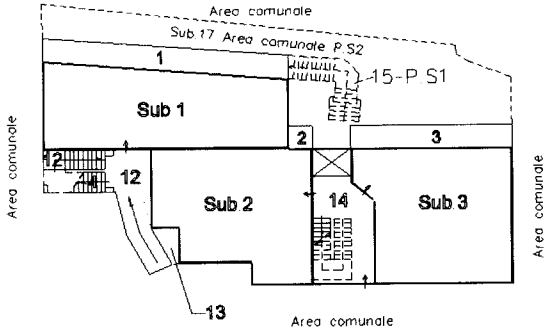 Area comunale
Sub.17 Area comunale P.S2
1
15-P.S1
Sub 1
Area comunale
2
3
12
14
12
14
Sub 2
Sub 3
Area comunale
13
Area comunale